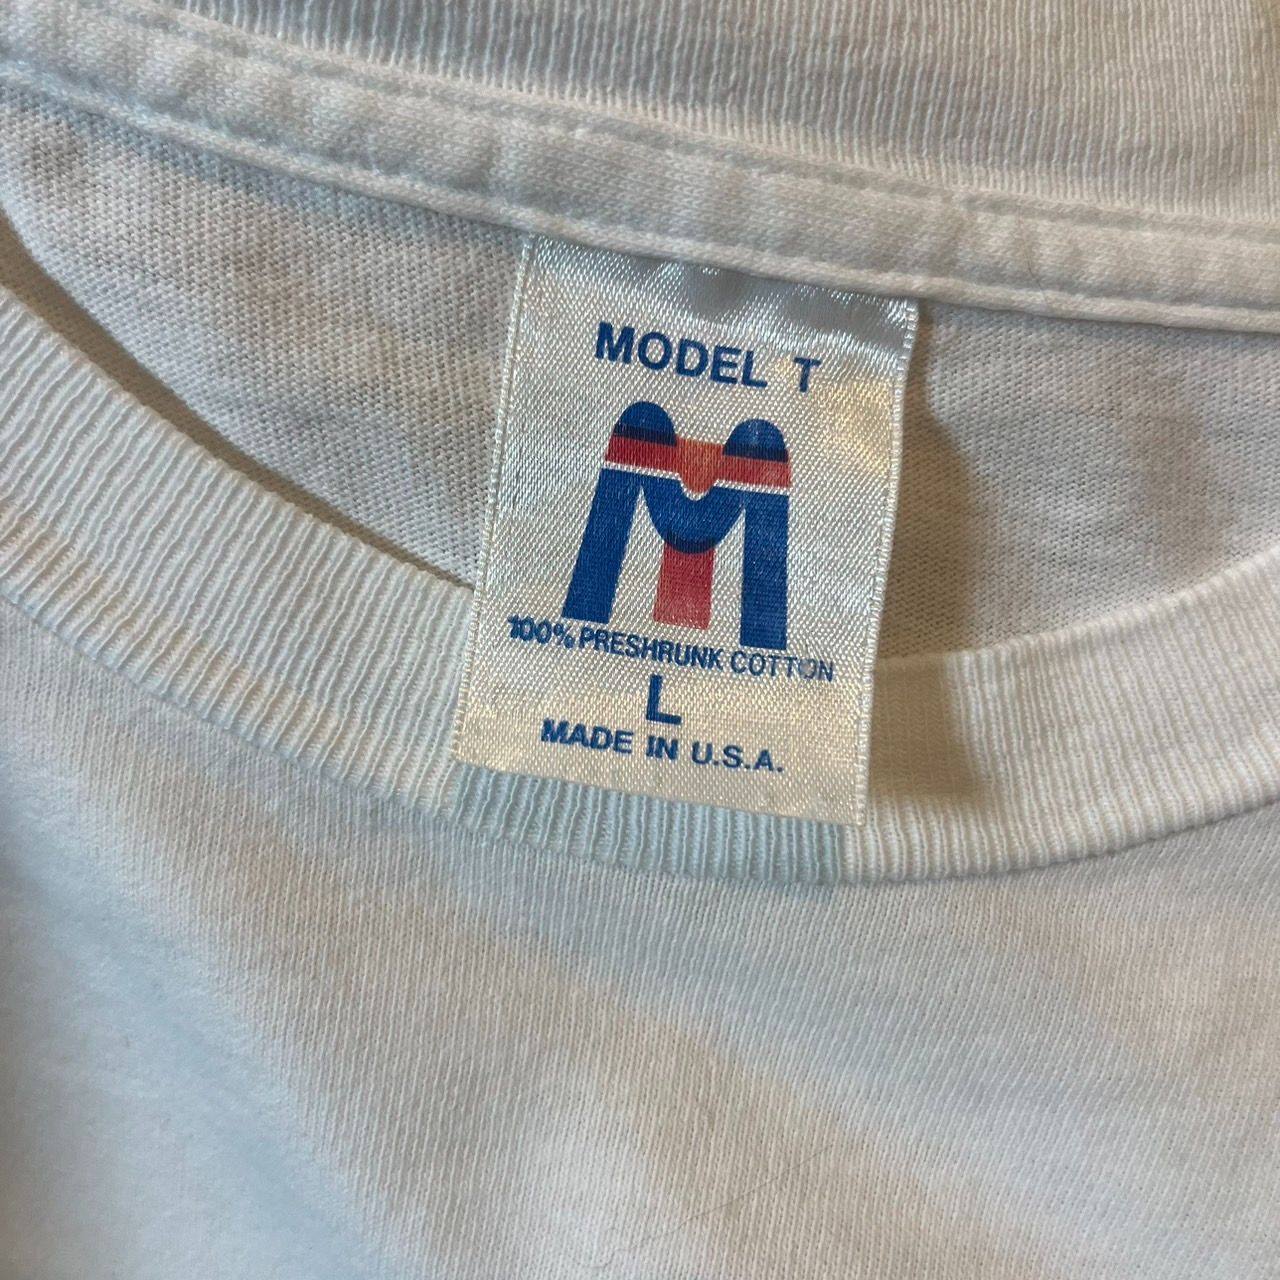 MODEL T
100% PRESHRUNK COTTON
L
MADE IN U.S.A.